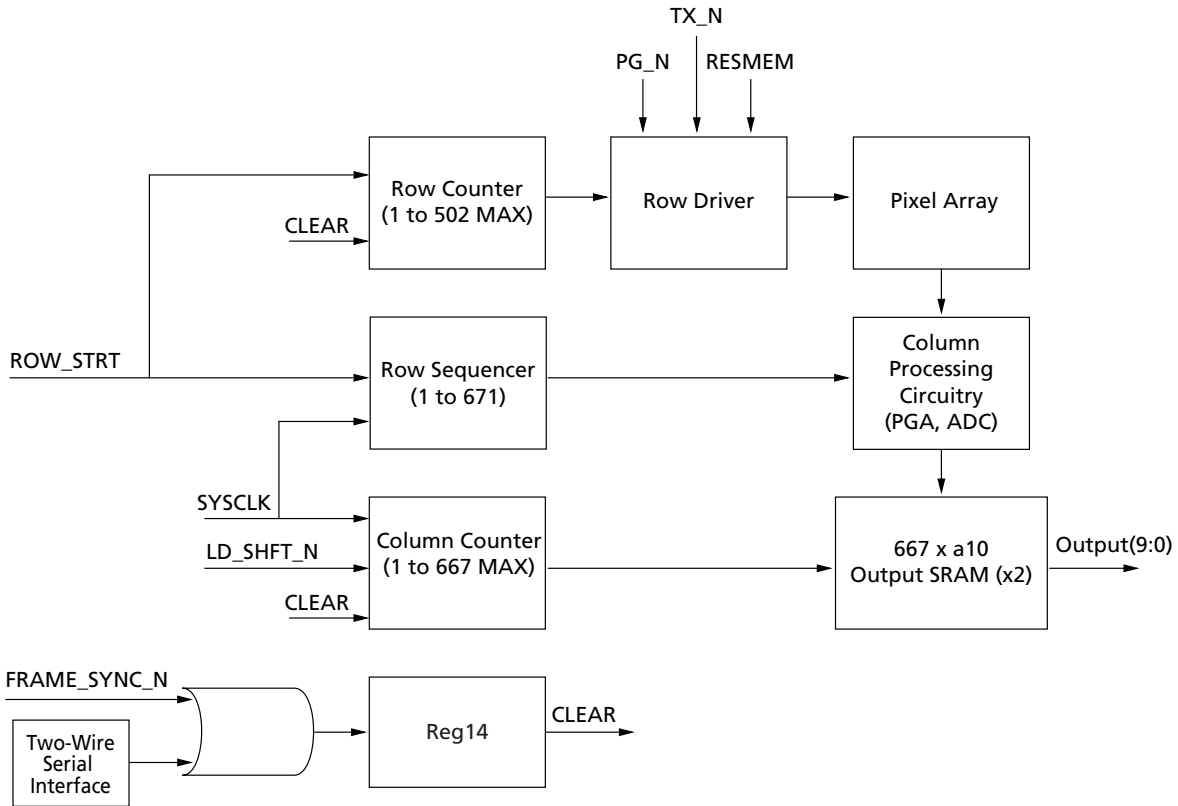 TX_N
PG_N
RESMEM
Row Counter
(1 to 502 MAX)
Row Driver
Pixel Array
CLEAR
ROW_STRT
Row Sequencer
(1 to 671)
Column
Processing
Circuitry
(PGA, ADC)
SYSCLK
LD_SHFT_N
CLEAR
Column Counter
(1 to 667 MAX)
667 x a10
Output SRAM (x2)
Output(9:0)
FRAME_SYNC_N
Two-Wire
Serial
Interface
Reg14
CLEAR